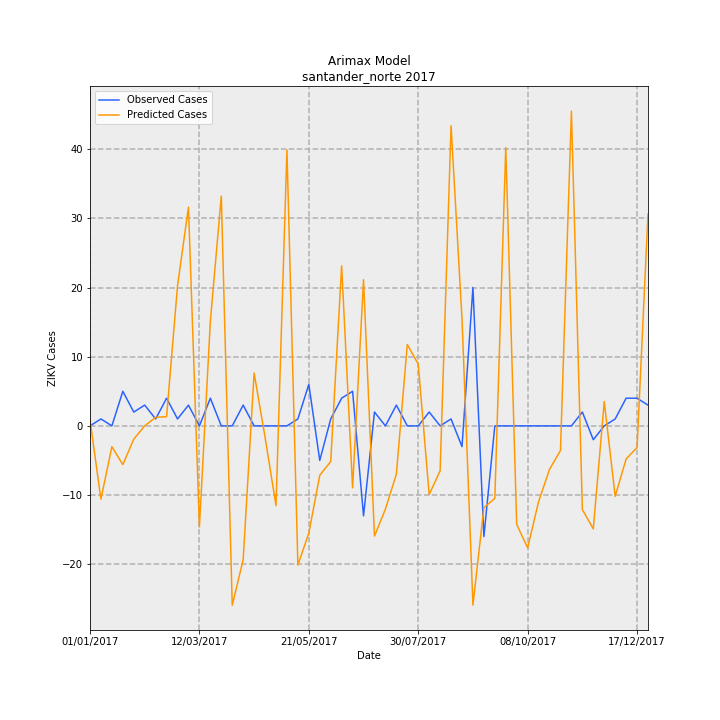 Arimax Model
santander_norte 2017
Observed Cases
Predicted Cases
ZIKV Cases
40
30
20
10
0
−10
−20
01/01/2017 12/03/2017 21/05/2017 30/07/2017 08/10/2017 17/12/2017
Date